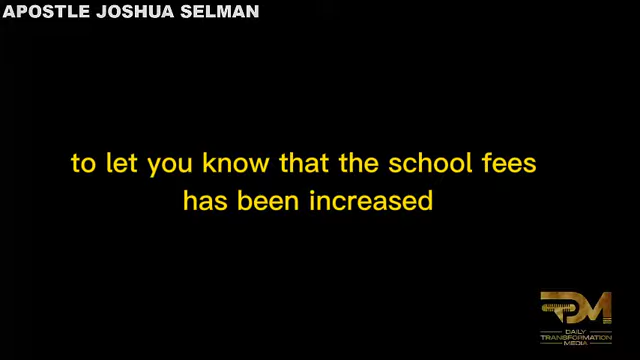 APOSTLE JOSHUA SELMAN
to let you know that the school fees
has been increased
DAILY
TRANSFORMATION
MEDIA